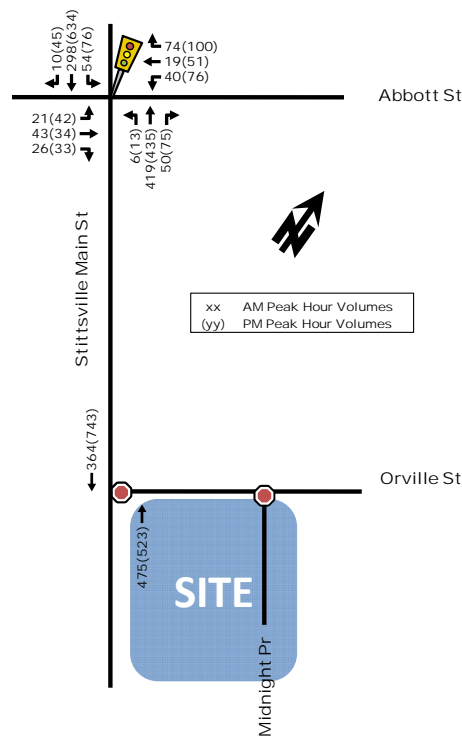 10(45)
298(634)
54(76)
74(100)
19(51)
40(76)
Abbott St
21(42)
43(34)
26(33)
6(13)
419(435)
50(75)
N
Stittsville Main St
xx AM Peak Hour Volumes
(yy) PM Peak Hour Volumes
364(743)
Orville St
475(523)
SITE
Midnight Pr